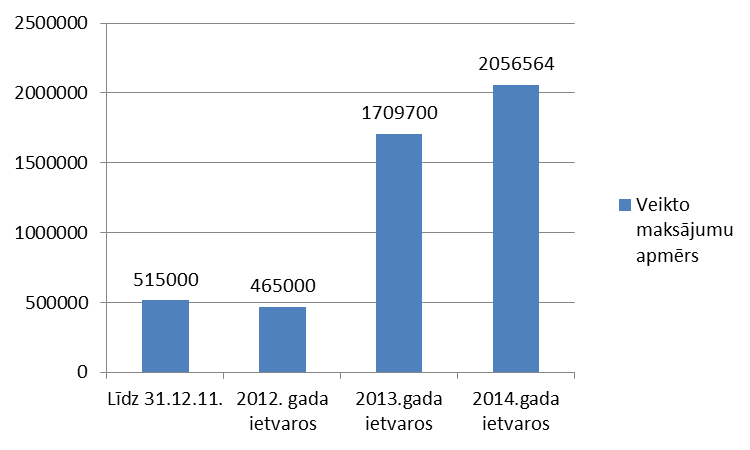 2500000
2000000
1500000
1000000
500000
0
515000
465000
1709700
2056564
Līdz 31.12.11.
2012. gada
ietvaros
2013.gada
ietvaros
2014.gada
ietvaros
Veikto
maksājumu
apmērs